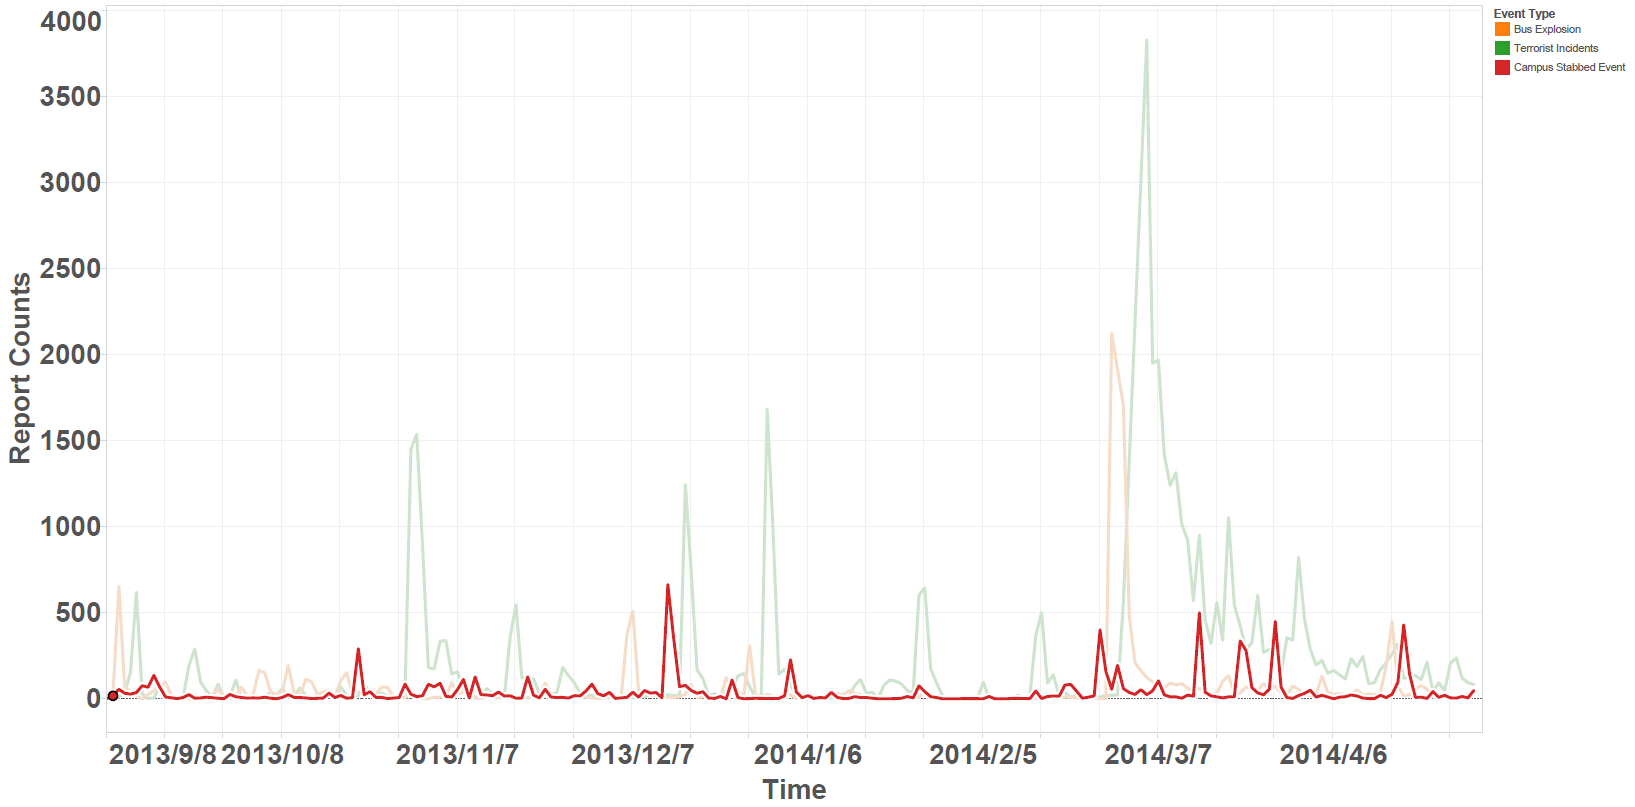 Event Type
Bus Explosion
Terrorist Incidents
Campus Stabbed Event
4000
3500
3000
2500
2000
1500
1000
500
0
Report Counts
2013/9/8 2013/10/8 2013/11/7 2013/12/7 2014/1/6 2014/2/5 2014/3/7 2014/4/6
Time